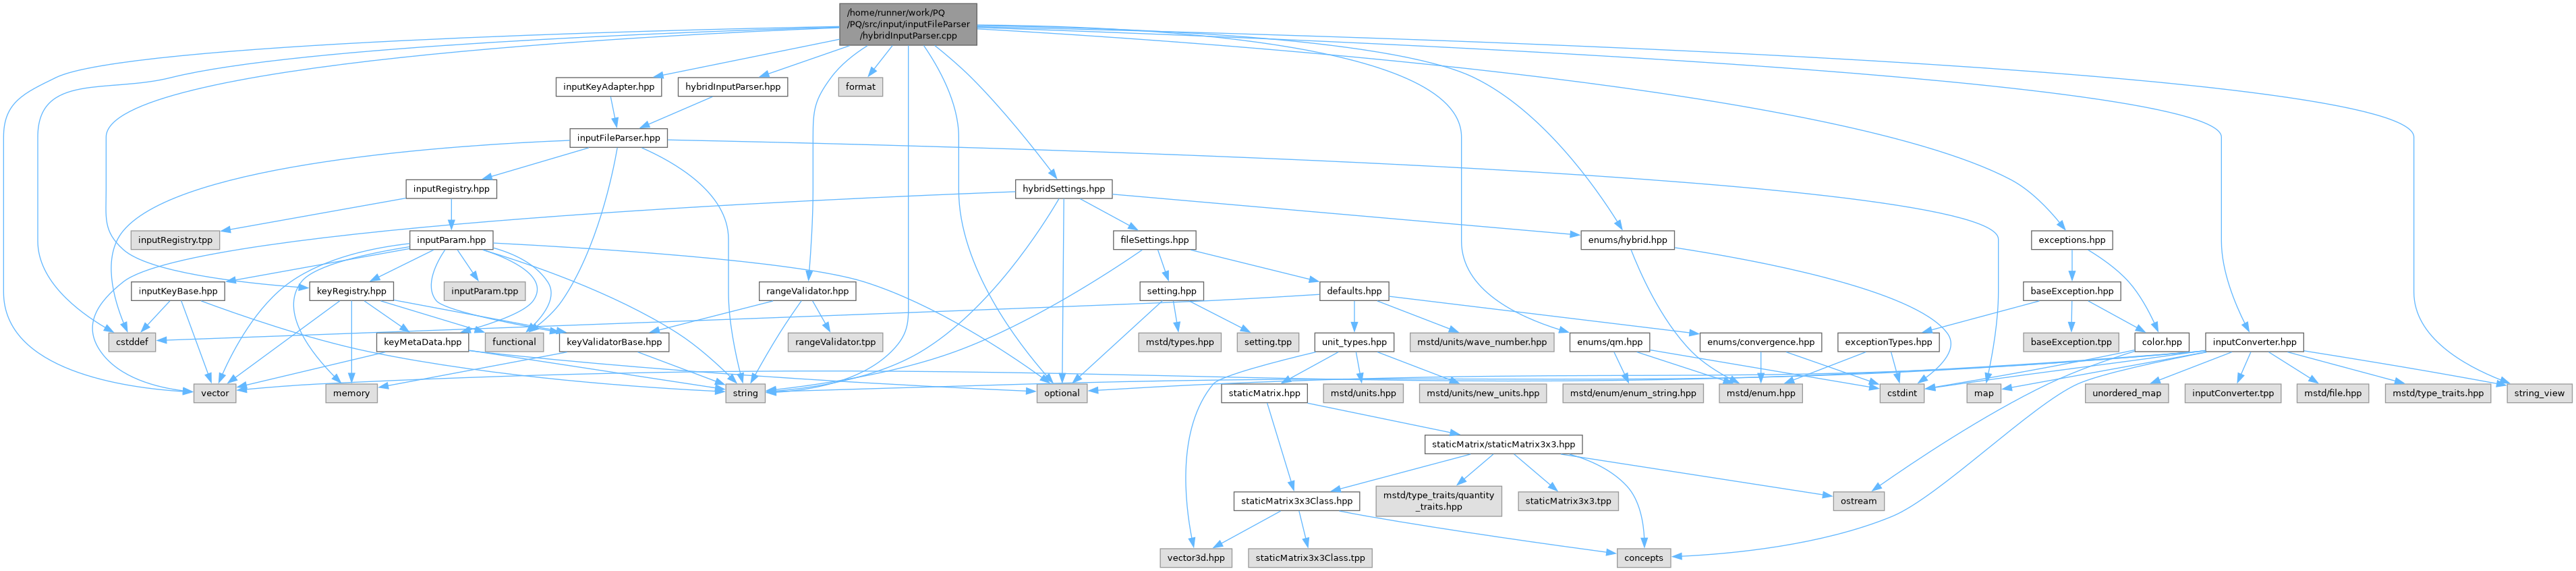 /home/runner/work/PQ
/PQ/src/input/inputFileParser
/hybridInputParser.cpp
inputKeyAdapter.hpp
hybridInputParser.hpp
format
inputFileParser.hpp
inputRegistry.hpp
hybridSettings.hpp
inputRegistry.tpp
inputParam.hpp
fileSettings.hpp
enums/hybrid.hpp
exceptions.hpp
inputKeyBase.hpp
keyRegistry.hpp
inputParam.tpp
rangeValidator.hpp
setting.hpp
defaults.hpp
baseException.hpp
cstddef
keyMetaData.hpp
functional
keyValidatorBase.hpp
rangeValidator.tpp
mstd/types.hpp
setting.tpp
unit_types.hpp
mstd/units/wave_number.hpp
enums/qm.hpp
enums/convergence.hpp
exceptionTypes.hpp
baseException.tpp
color.hpp
inputConverter.hpp
vector
memory
string
optional
staticMatrix.hpp
mstd/units.hpp
mstd/units/new_units.hpp
mstd/enum/enum_string.hpp
mstd/enum.hpp
cstdint
map
unordered_map
inputConverter.tpp
mstd/file.hpp
mstd/type_traits.hpp
string_view
staticMatrix/staticMatrix3x3.hpp
staticMatrix3x3Class.hpp
mstd/type_traits/quantity
_traits.hpp
staticMatrix3x3.tpp
ostream
vector3d.hpp
staticMatrix3x3Class.tpp
concepts